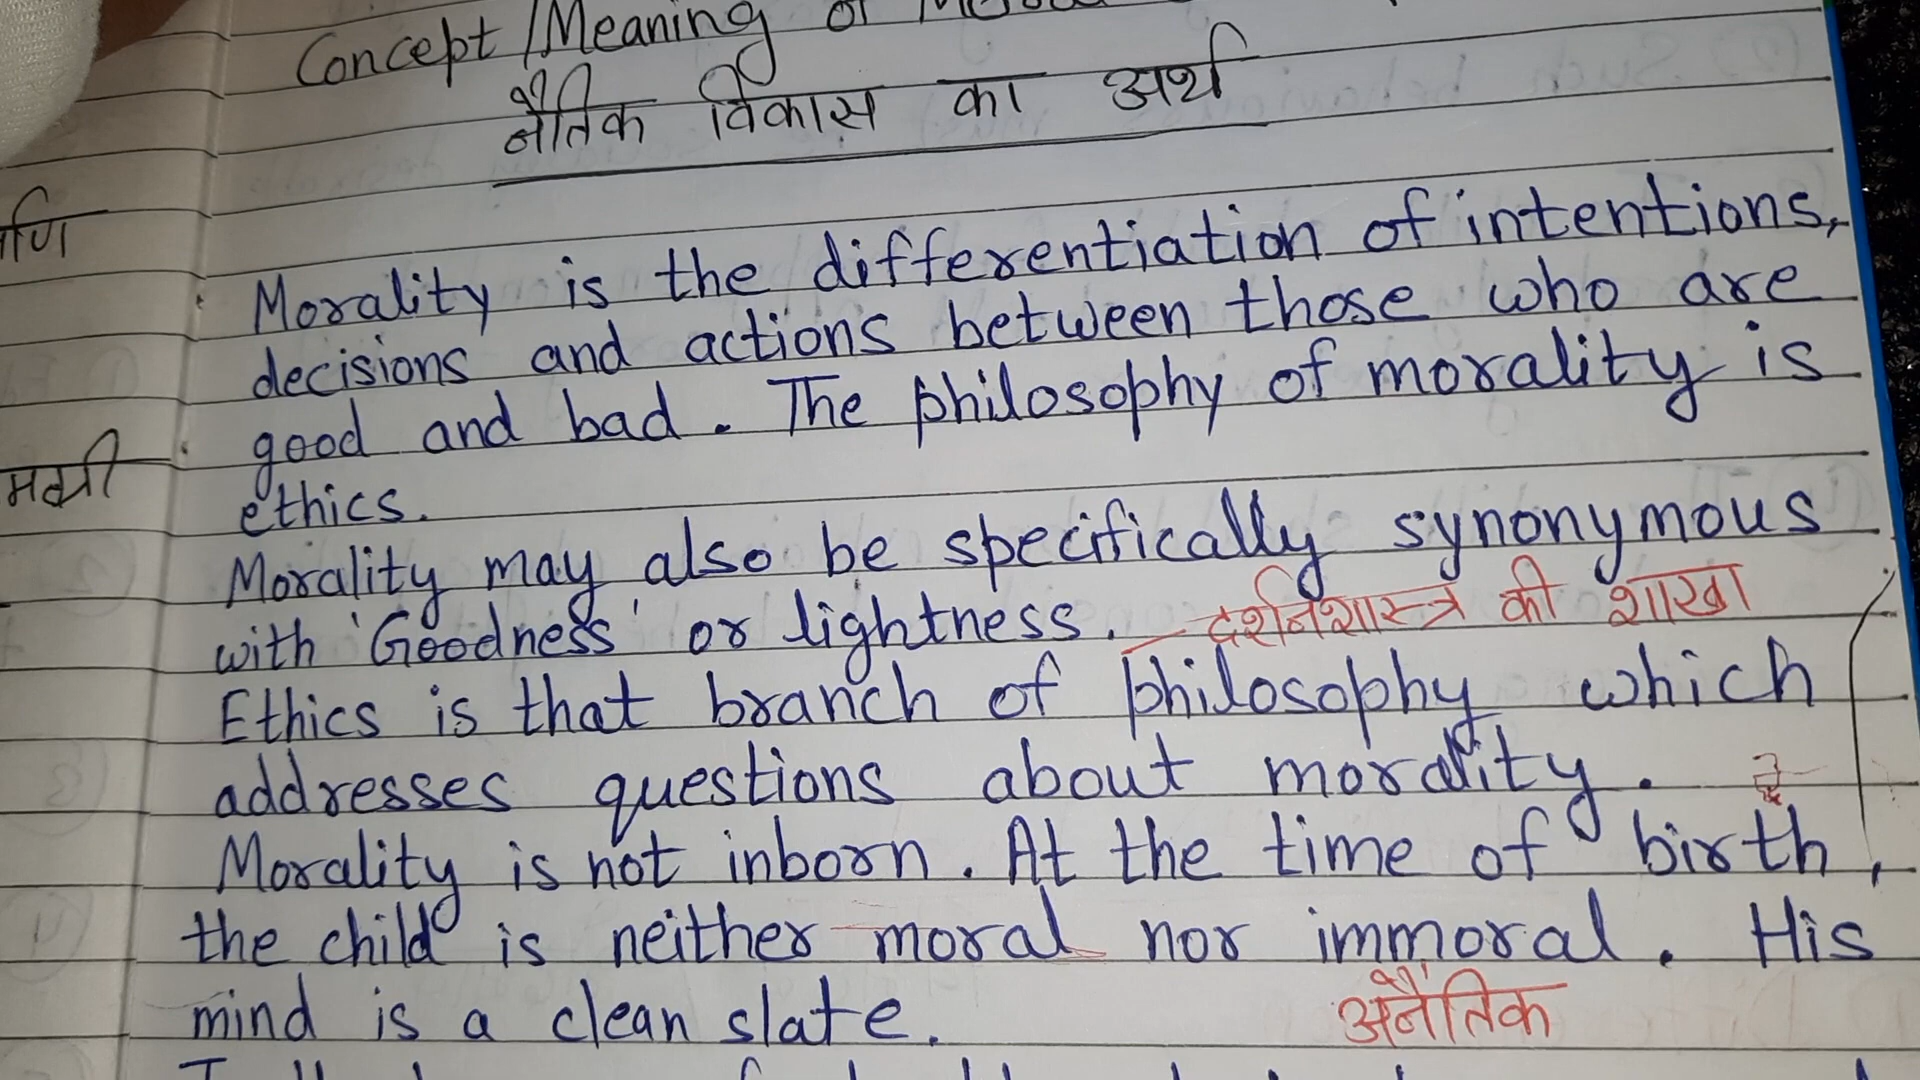 Concept/Meaning of
नैतिक विकास का अर्थ
Morality is the differentiation of intentions,
decisions and actions between those who are
good and bad. The philosophy of morality is
ethics.
Morality may also be specifically synonymous
with 'Goodness' or lightness. - दर्शनशास्त्र की शाखा
Ethics is that branch of philosophy which
addresses questions about morality.
Morality is not inborn. At the time of birth,
the child is neither moral nor immoral. His
अनैतिक
mind is a clean slate.